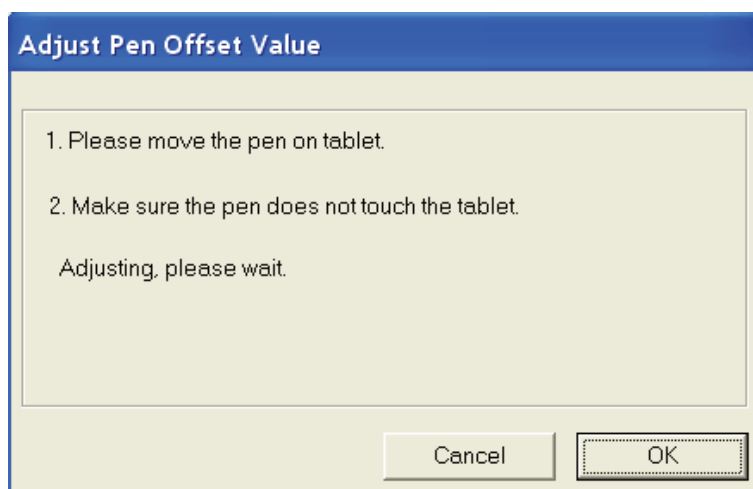 Adjust Pen Offset Value
1. Please move the pen on tablet.
2. Make sure the pen does not touch the tablet.
Adjusting, please wait.
Cancel OK